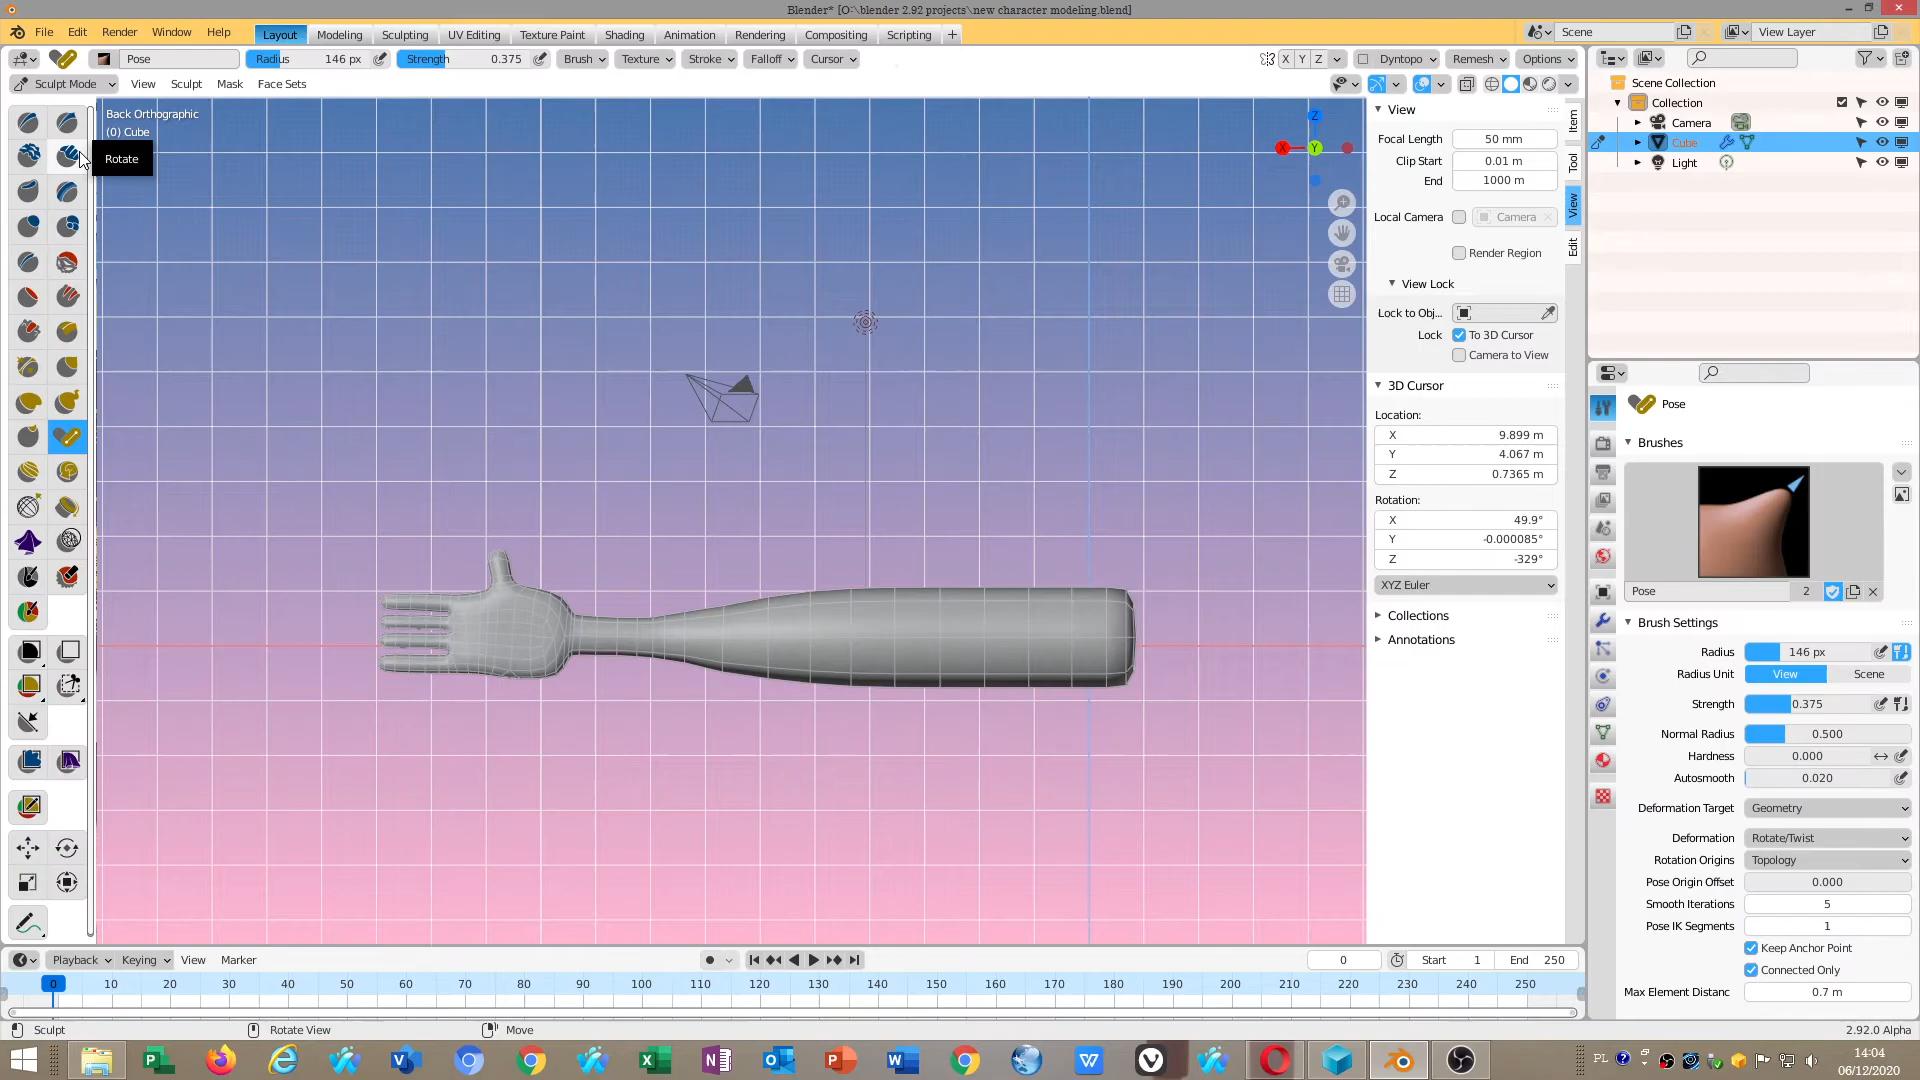 Blender* [O:\blender 2.92 projects\new character modeling.blend]
File Edit Render Window Help Layout Modeling Sculpting UV Editing Texture Paint Shading Animation Rendering Compositing Scripting + Scene View Layer
Pose Radius 146 px Strength 0.375 Brush Texture Stroke Falloff Cursor X Y Z Dyntopo Remesh Options
Sculpt Mode View Sculpt Mask Face Sets
Back Orthographic
(0) Cube
Rotate
Z
X
Y
View
Focal Length 50 mm
Clip Start 0.01 m
End 1000 m
Local Camera Camera
Render Region
View Lock
Lock to Obj...
Lock To 3D Cursor
Camera to View
3D Cursor
Location:
X 9.899 m
Y 4.067 m
Z 0.7365 m
Rotation:
X 49.9°
Y -0.000085°
Z -329°
XYZ Euler
Collections
Annotations
Item
Tool
View
Edit
Scene Collection
Collection
Camera
Cube
Light
Pose
Brushes
Pose 2
Brush Settings
Radius 146 px
Radius Unit View Scene
Strength 0.375
Normal Radius 0.500
Hardness 0.000
Autosmooth 0.020
Deformation Target Geometry
Deformation Rotate/Twist
Rotation Origins Topology
Pose Origin Offset 0.000
Smooth Iterations 5
Pose IK Segments 1
Keep Anchor Point
Connected Only
Max Element Distanc 0.7 m
Playback Keying View Marker 0 Start 1 End 250
0 10 20 30 40 50 60 70 80 90 100 110 120 130 140 150 160 170 180 190 200 210 220 230 240 250
Sculpt Rotate View Move 2.92.0 Alpha
PL 14:04
06/12/2020